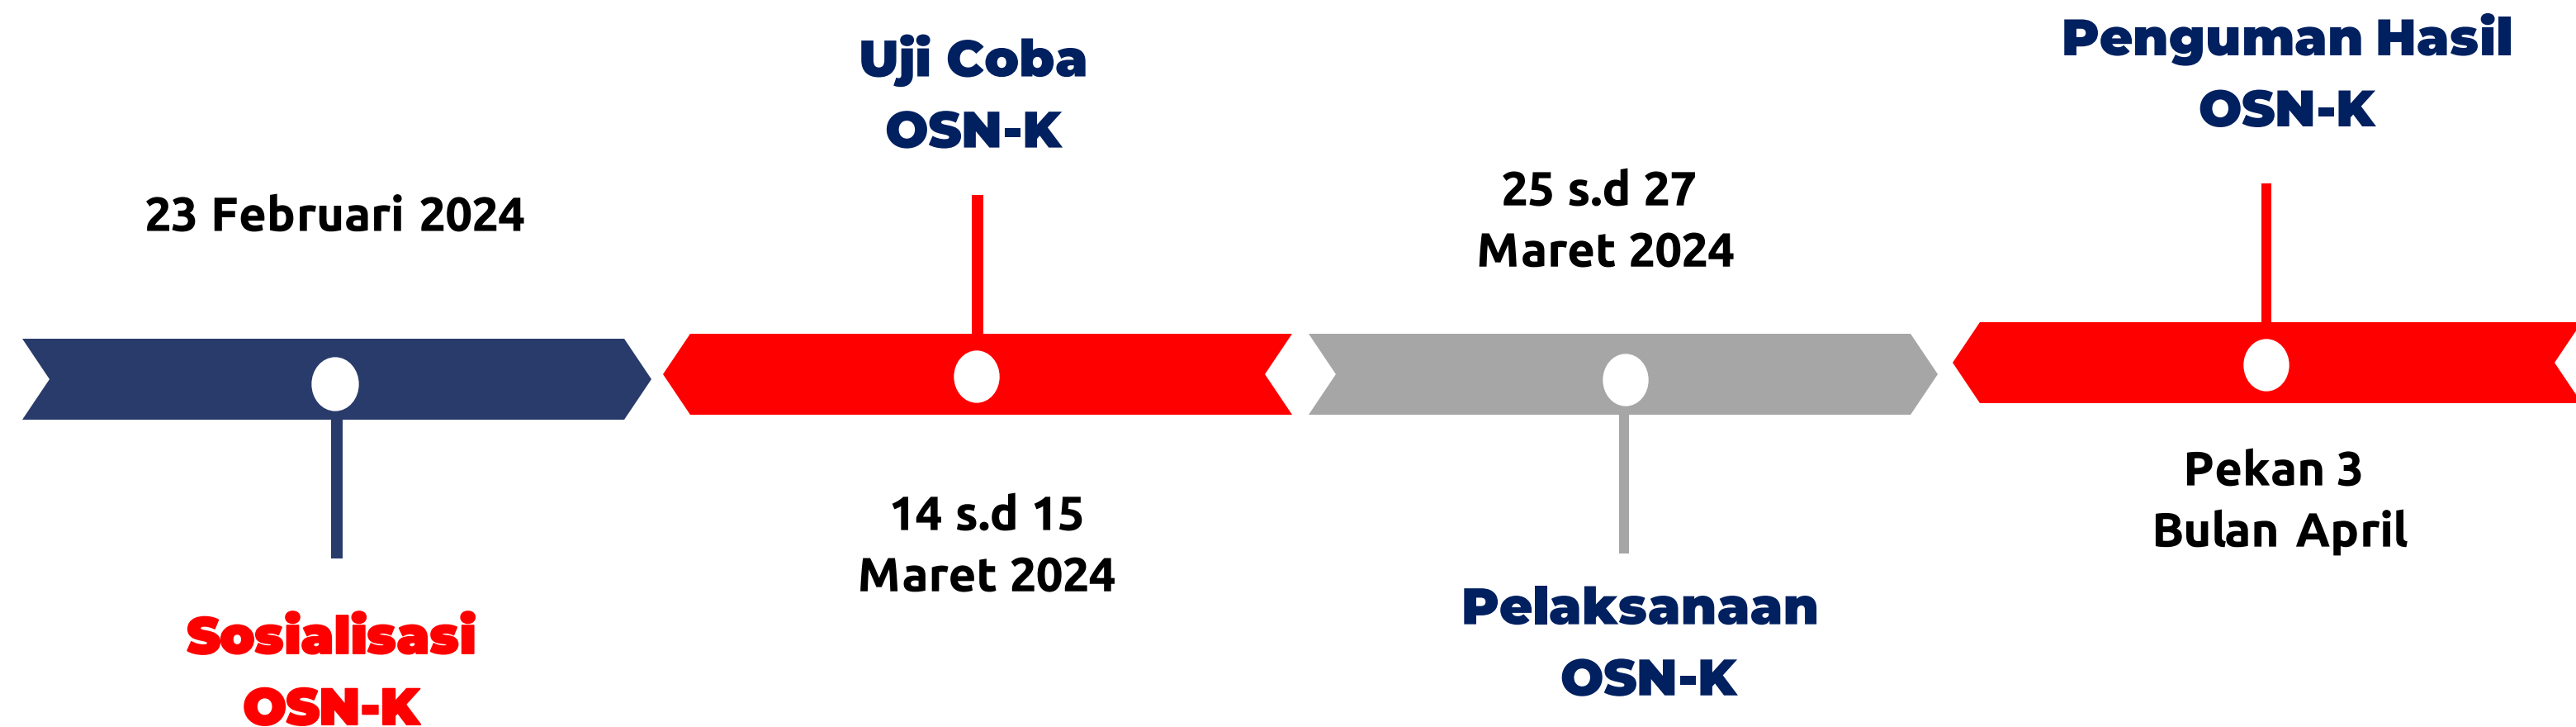 23 Februari 2024
Sosialisasi
OSN-K
Uji Coba
OSN-K
14 s.d 15
Maret 2024
25 s.d 27
Maret 2024
Pelaksanaan
OSN-K
Penguman Hasil
OSN-K
Pekan 3
Bulan April